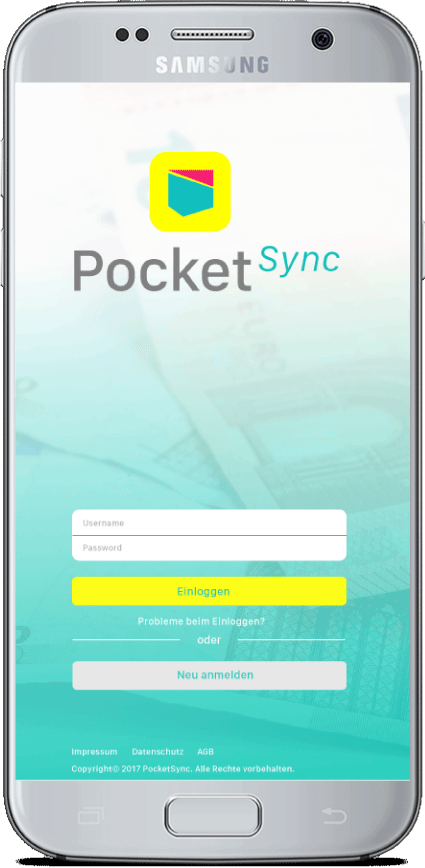 SAMSUNG
Pocket Sync
Username
Password
Einloggen
Probleme beim Einloggen?
oder
Neu anmelden
Impressum Datenschutz AGB
Copyright© 2017 PocketSync. Alle Rechte vorbehalten.